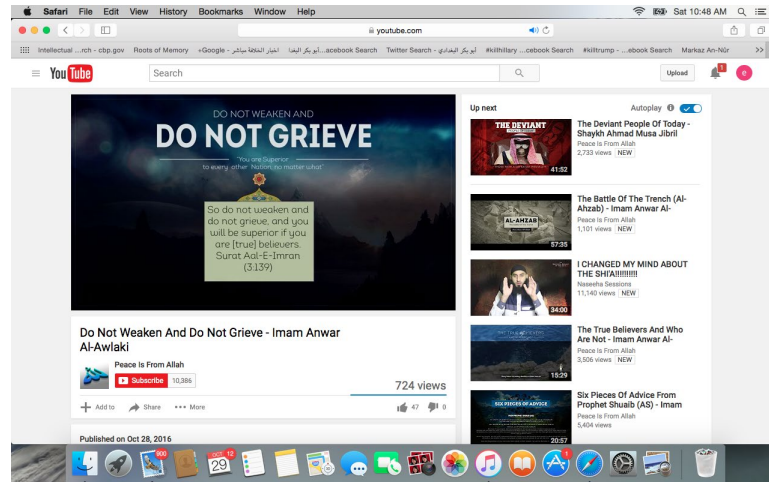 Safari File Edit View History Bookmarks Window Help Sat 10:48 AM
youtube.com
Intellectual ...rch - cbp.gov Roots of Memory +Google - اخبار الخلافة مباشر أبو بكر البغدا...acebook Search Twitter Search - أبو بكر البغدادي #killhillary ...cebook Search #killtrump - ...ebook Search Markaz An-Nūr >>
YouTube Search Upload 1 e
DO NOT WEAKEN AND
DO NOT GRIEVE
You are Superior
to every other Nation, no matter what'
So do not weaken and
do not grieve, and you
will be superior if you
are [true] believers.
Surat Aal-E-Imran
(3:139)
Do Not Weaken And Do Not Grieve - Imam Anwar
Al-Awlaki
Peace Is From Allah
Subscribe 10,386
724 views
Add to Share More 47 0
Published on Oct 28, 2016
Up next Autoplay
THE DEVIANT
41:52
The Deviant People Of Today -
Shaykh Ahmad Musa Jibril
Peace Is From Allah
2,733 views NEW
AL-AHZAB
57:35
The Battle Of The Trench (Al-
Ahzab) - Imam Anwar Al-
Peace Is From Allah
1,101 views NEW
34:00
I CHANGED MY MIND ABOUT
THE SHI'A!!!!!!!!!!
Naseeha Sessions
11,140 views NEW
THE TRUE BELIEVERS
15:29
The True Believers And Who
Are Not - Imam Anwar Al-
Peace Is From Allah
3,506 views NEW
SIX PIECES OF ADVICE
20:57
Six Pieces Of Advice From
Prophet Shuaib (AS) - Imam
Peace Is From Allah
5,404 views
900
OCT 12
29
1